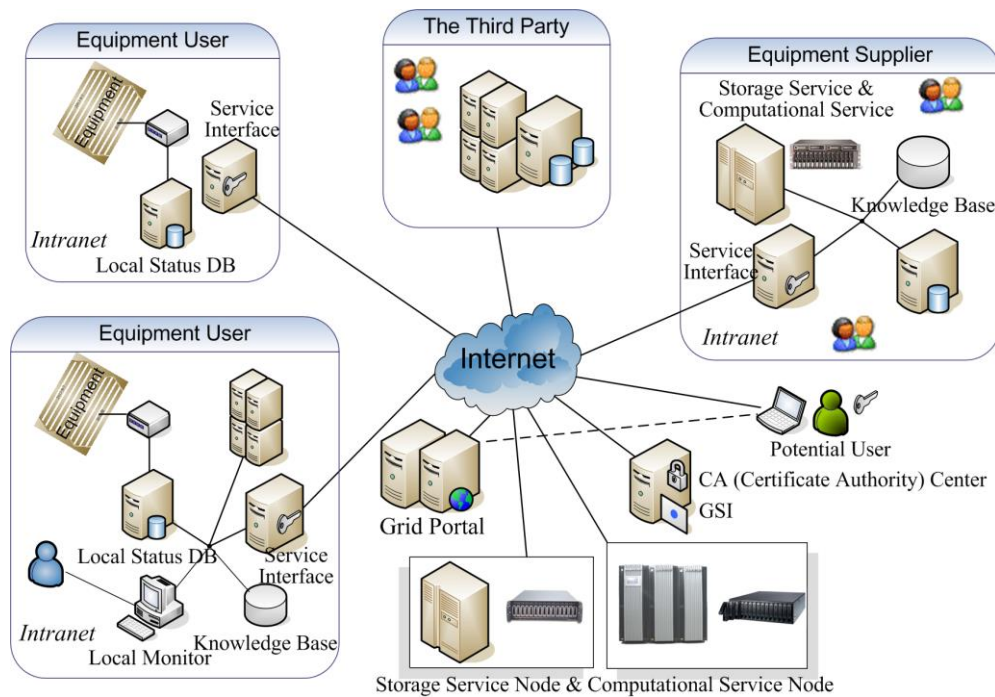 Equipment User
Equipment
Service
Interface
Intranet
Local Status DB
The Third Party
Equipment Supplier
Storage Service &
Computational Service
Knowledge Base
Service
Interface
Intranet
Internet
Equipment User
Equipment
Local Status DB
Service
Interface
Intranet
Local Monitor
Knowledge Base
Grid Portal
Potential User
CA (Certificate Authority) Center
GSI
Storage Service Node & Computational Service Node